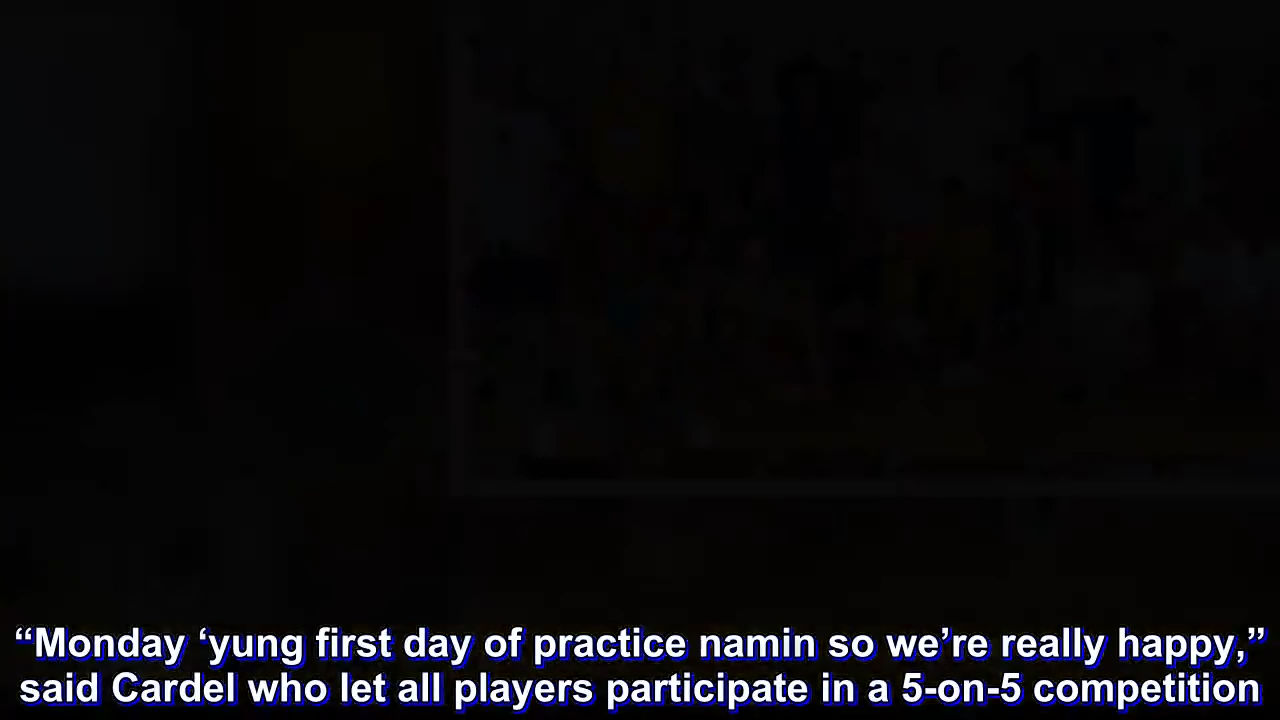 “Monday ‘yung first day of practice namin so we’re really happy,”
said Cardel who let all players participate in a 5-on-5 competition